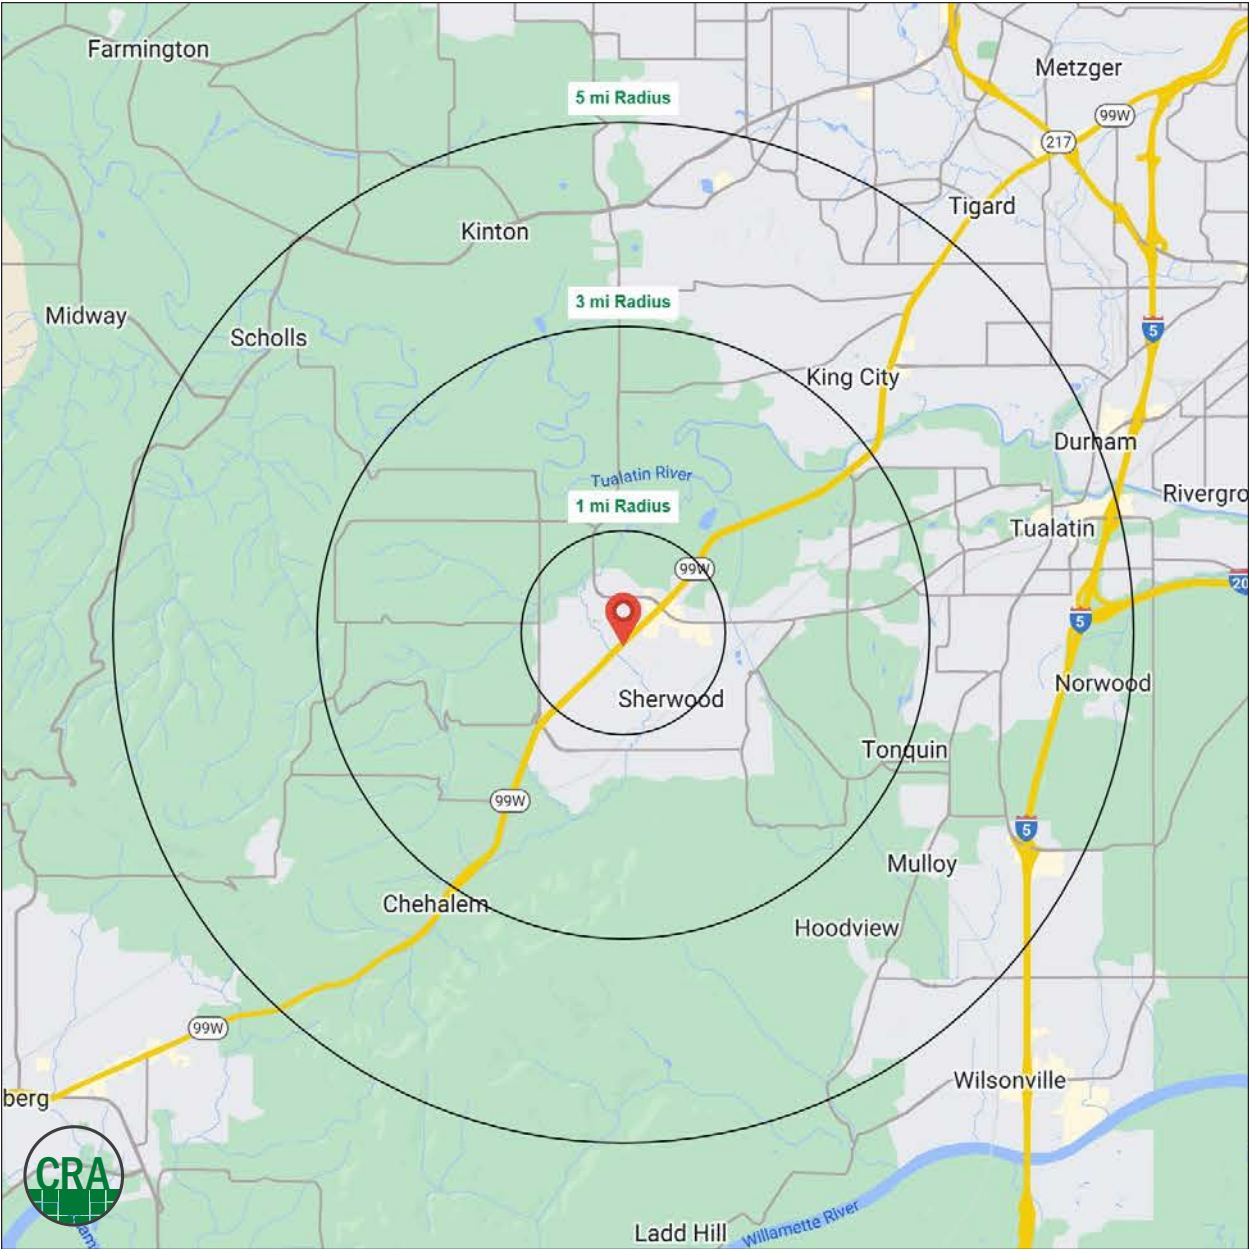 Farmington
Metzger
5 mi Radius
99W
217
Tigard
Kinton
3 mi Radius
Midway
5
Scholls
King City
Durham
Tualatin River
Rivergro
1 mi Radius
Tualatin
99W
20
5
Sherwood
Norwood
Tonquin
99W
5
Mulloy
Chehalem
Hoodview
99W
Wilsonville
berg
CRA
Willamette River
Ladd Hill
am